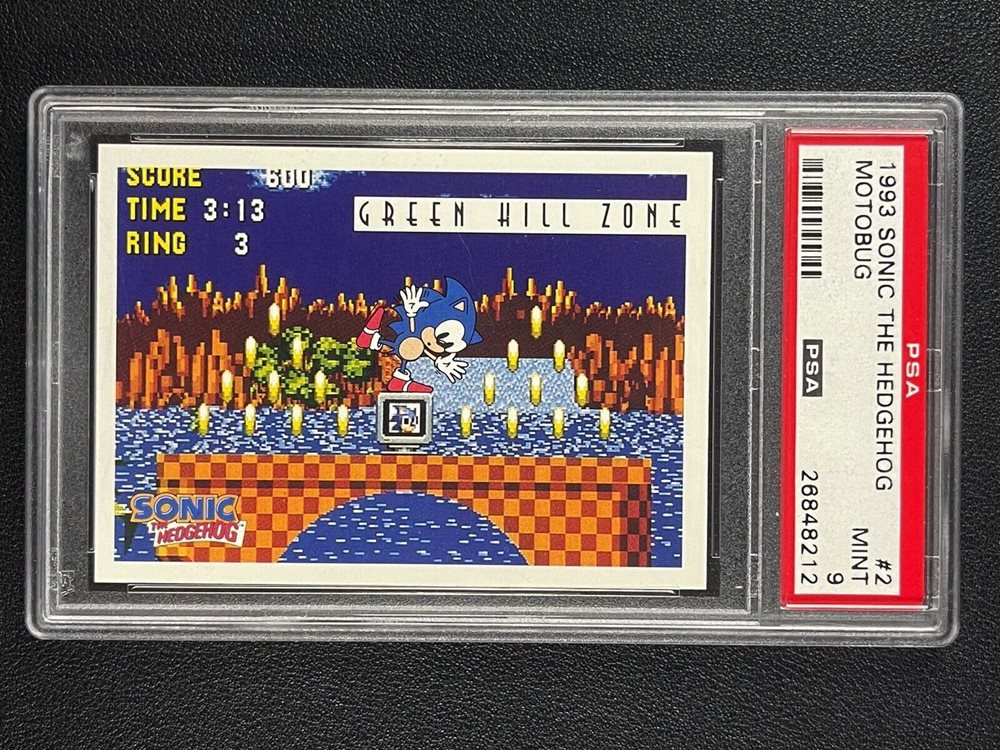 SCORE 600
TIME 3:13
RING 3
GREEN HILL ZONE
SONIC
THE HEDGEHOG™
1993 SONIC THE HEDGEHOG #2
MOTOBUG MINT
9
PSA 26848212
PSA